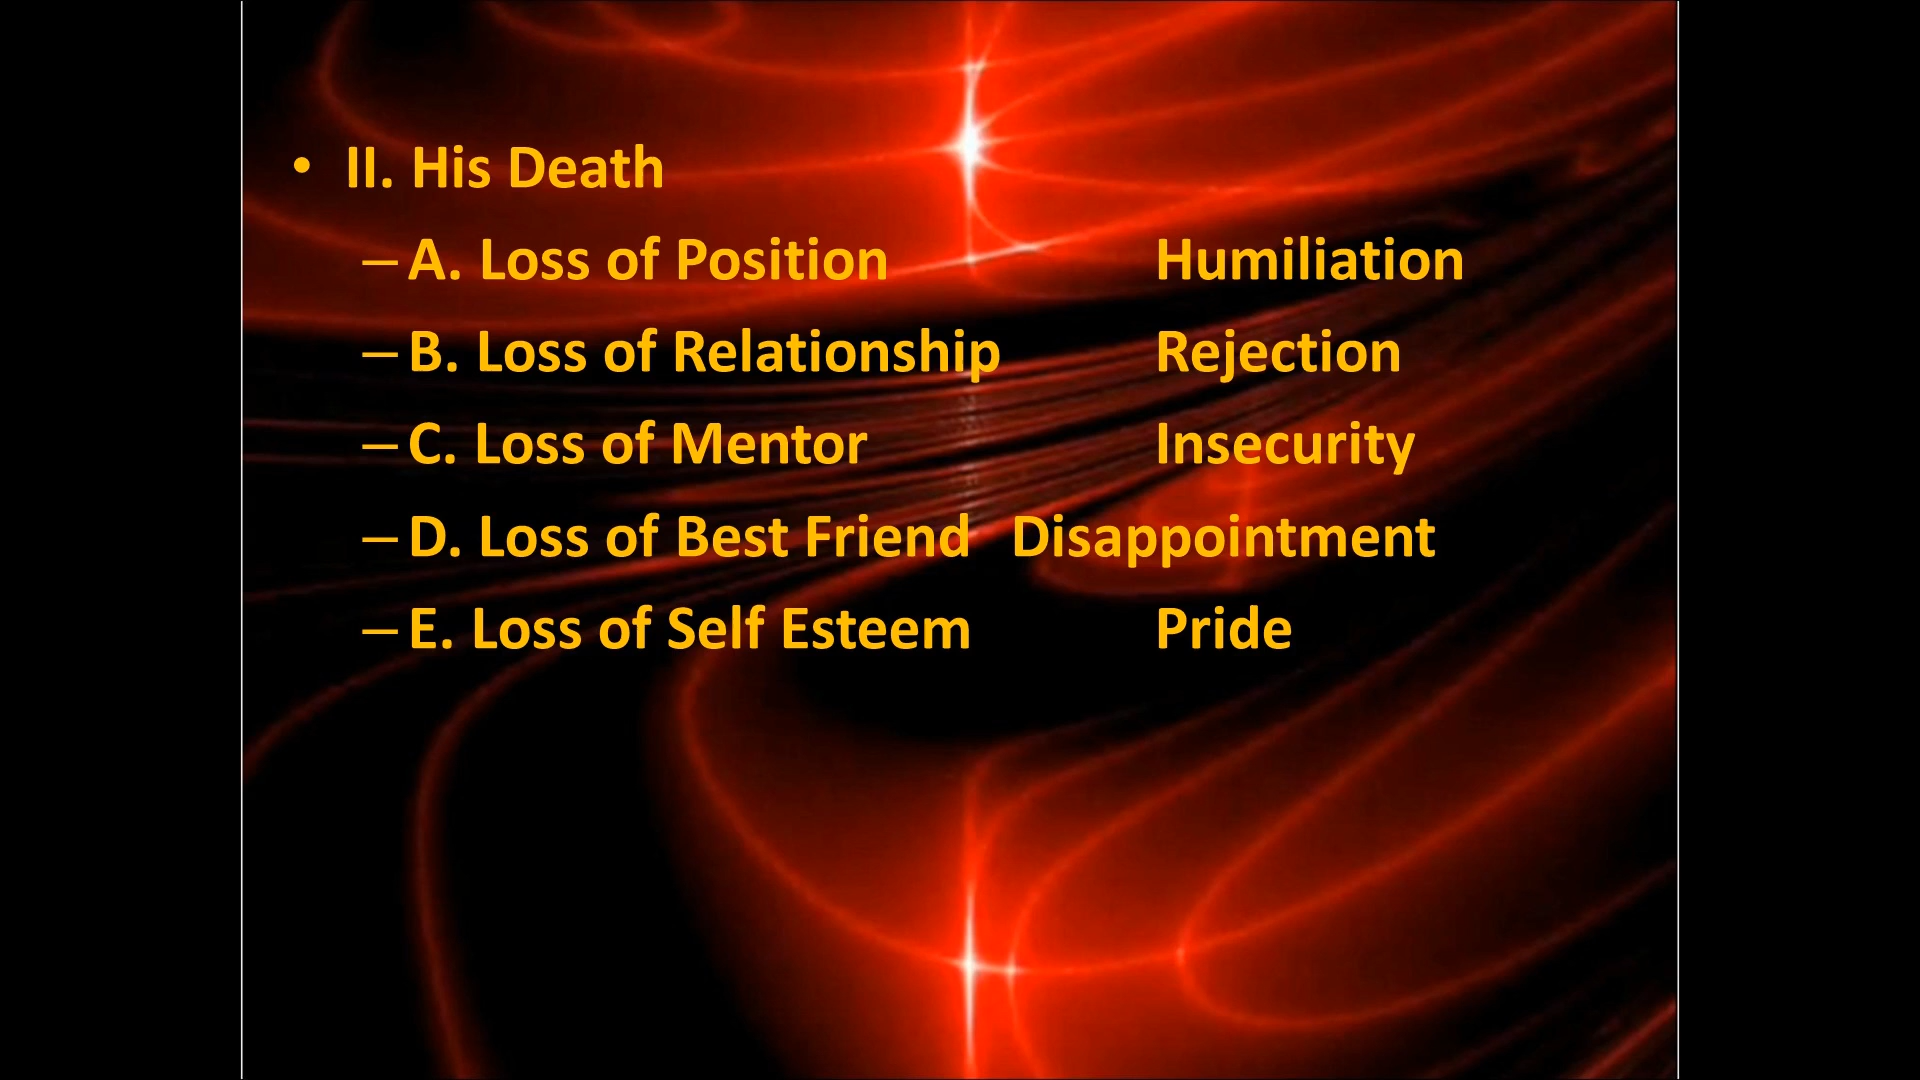 • II. His Death
– A. Loss of Position Humiliation
– B. Loss of Relationship Rejection
– C. Loss of Mentor Insecurity
– D. Loss of Best Friend Disappointment
– E. Loss of Self Esteem Pride